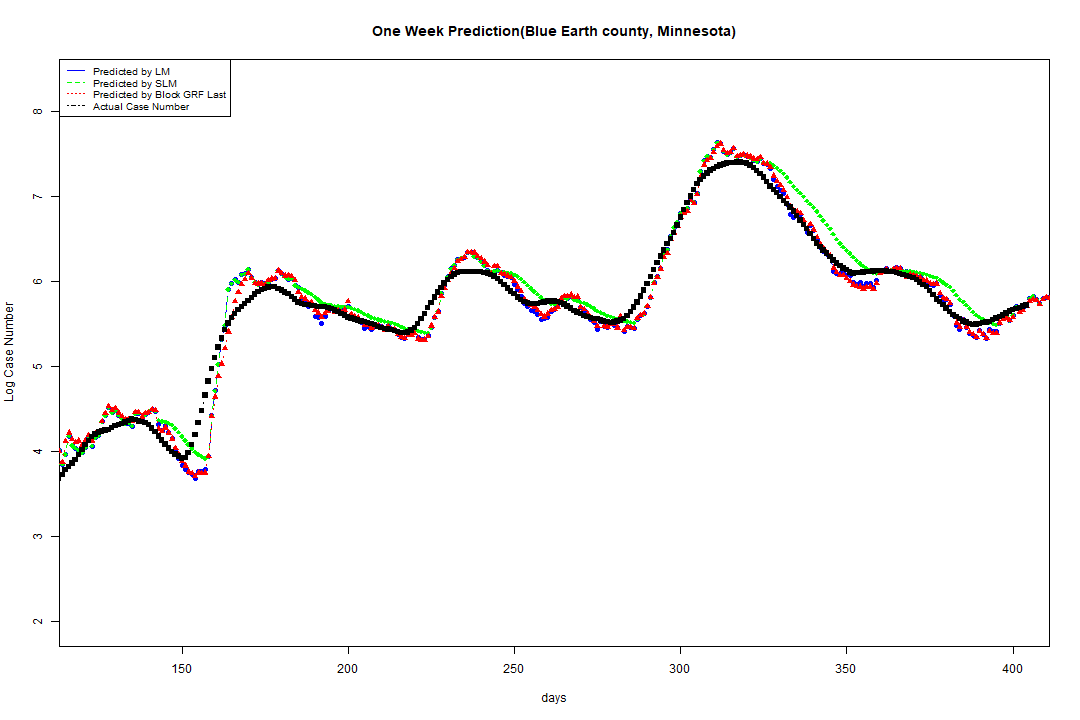 One Week Prediction(Blue Earth county, Minnesota)
Predicted by LM
Predicted by SLM
Predicted by Block GRF Last
Actual Case Number
Log Case Number
8
7
6
5
4
3
2
150 200 250 300 350 400
days